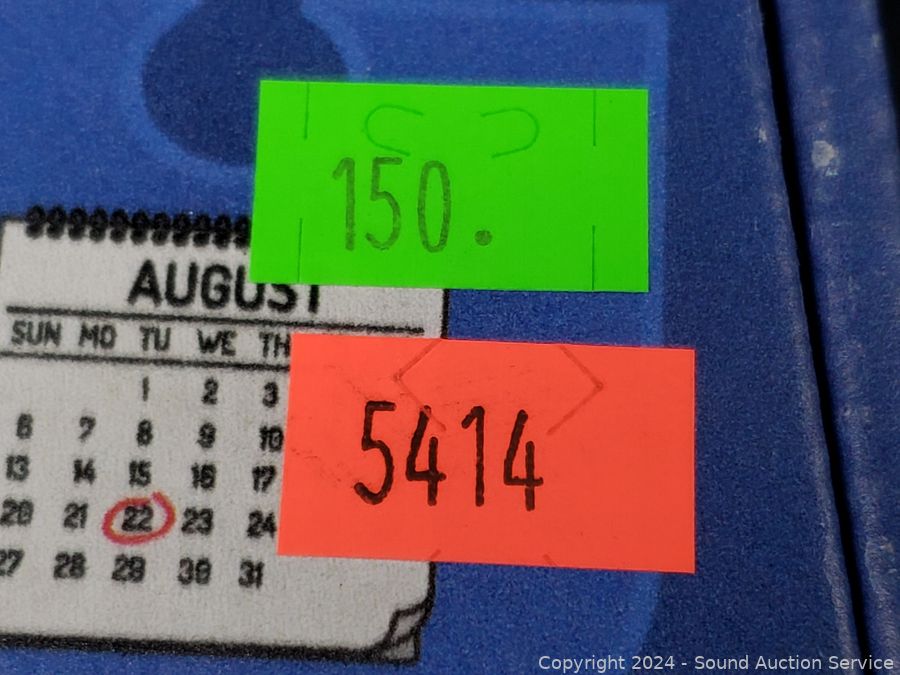 150.
AUGUST
SUN MO TU WE TH
1 2 3
6 7 8 9 10
13 14 15 16 17
20 21 22 23 24
27 28 29 30 31
5414
Copyright 2024 - Sound Auction Service